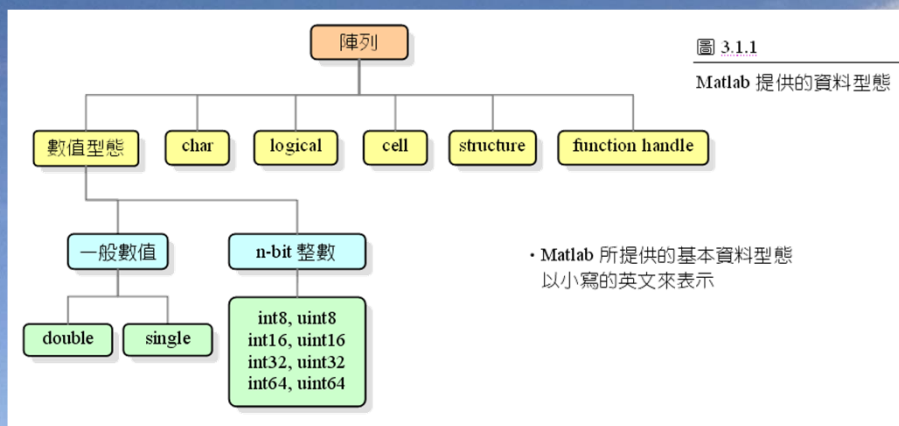 陣列
圖 3.1.1
Matlab 提供的資料型態
數值型態
char
logical
cell
structure
function handle
一般數值
n-bit 整數
・Matlab 所提供的基本資料型態
以小寫的英文來表示
double
single
int8, uint8
int16, uint16
int32, uint32
int64, uint64